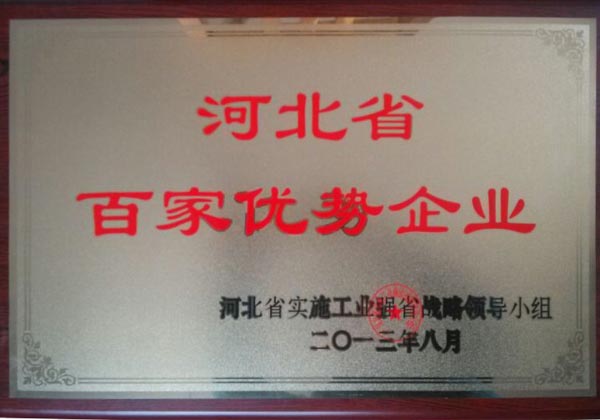 河北省
百家优势企业
河北省实施工业强省战略领导小组
二〇一三年八月